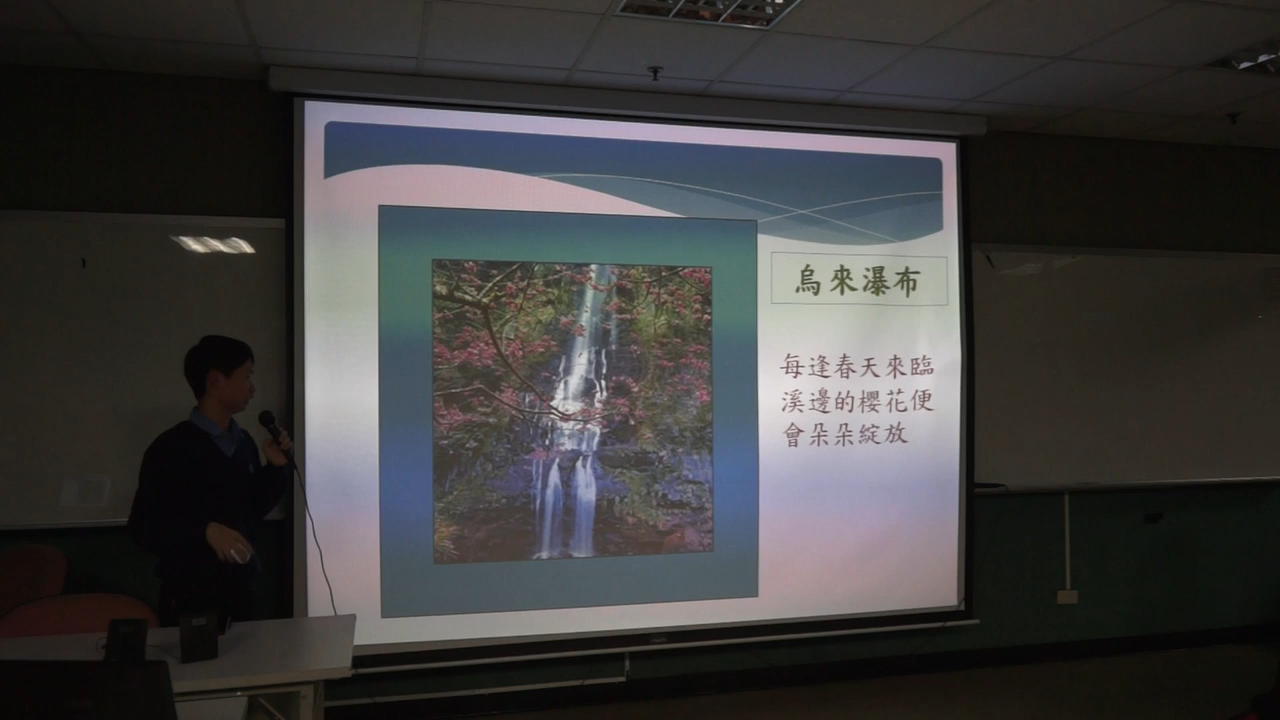 烏來瀑布
每逢春天來臨
溪邊的櫻花便
會朵朵綻放